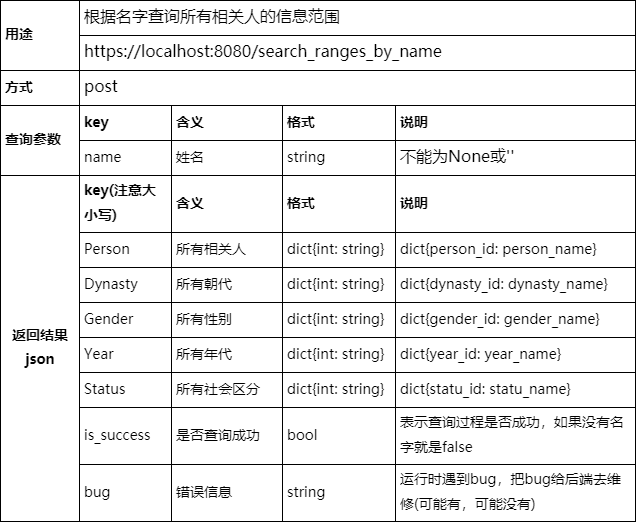 用途
根据名字查询所有相关人的信息范围
https://localhost:8080/search_ranges_by_name
方式
post
查询参数
key 含义 格式 说明
name 姓名 string 不能为None或''
返回结果
json
key(注意大
小写)
含义 格式 说明
Person 所有相关人 dict{int: string} dict{person_id: person_name}
Dynasty 所有朝代 dict{int: string} dict{dynasty_id: dynasty_name}
Gender 所有性别 dict{int: string} dict{gender_id: gender_name}
Year 所有年代 dict{int: string} dict{year_id: year_name}
Status 所有社会区分 dict{int: string} dict{statu_id: statu_name}
is_success 是否查询成功 bool
表示查询过程是否成功，如果没有名
字就是false
bug 错误信息 string
运行时遇到bug，把bug给后端去维
修(可能有，可能没有)